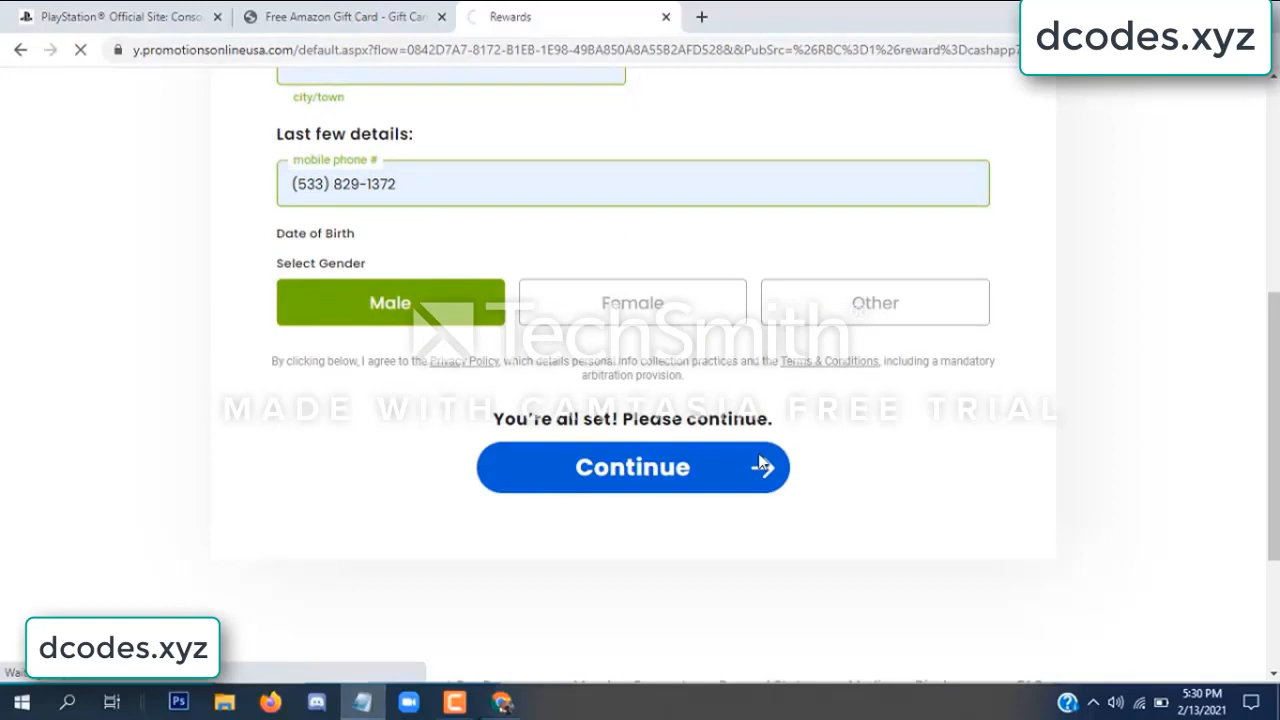 PlayStation® Official Site: Conso
Free Amazon Gift Card - Gift Car
Rewards
y.promotionsonlineusa.com/default.aspx?flow=0842D7A7-8172-B1EB-1E98-49BA850A8A55B2AFD528&&PubSrc=%26RBC%3D1%26reward%3Dcashapp
dcodes.xyz
city/town
Last few details:
mobile phone #
(533) 829-1372
Date of Birth
Select Gender
Male
Female
Other
TechSmith
By clicking below, I agree to the Privacy Policy, which details personal info collection practices and the Terms & Conditions, including a mandatory
arbitration provision.
MADE WITH CAMTASIA FREE TRIAL
You're all set! Please continue.
Continue
dcodes.xyz
Wai
Ps
5:30 PM
2/13/2021